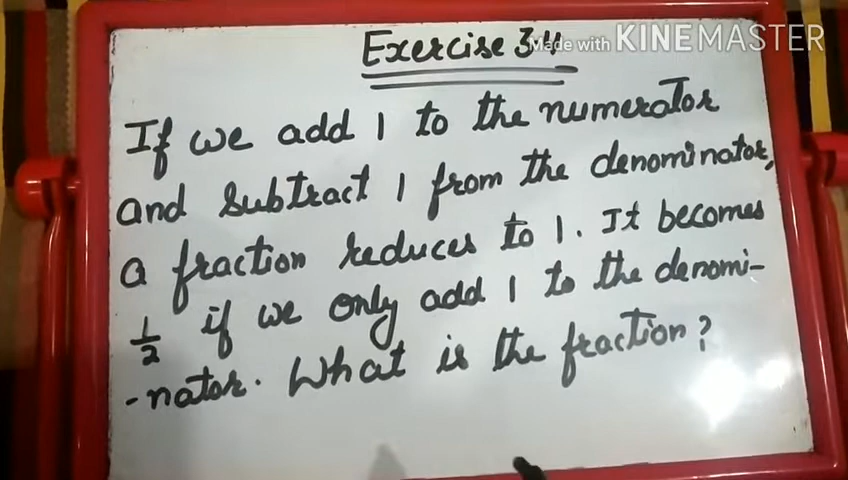 Exercise 3.4
Made with KINEMASTER
If we add 1 to the numerator
and subtract 1 from the denominator,
a fraction reduces to 1. It becomes
1/2 if we only add 1 to the denomi-
-nator. What is the fraction?